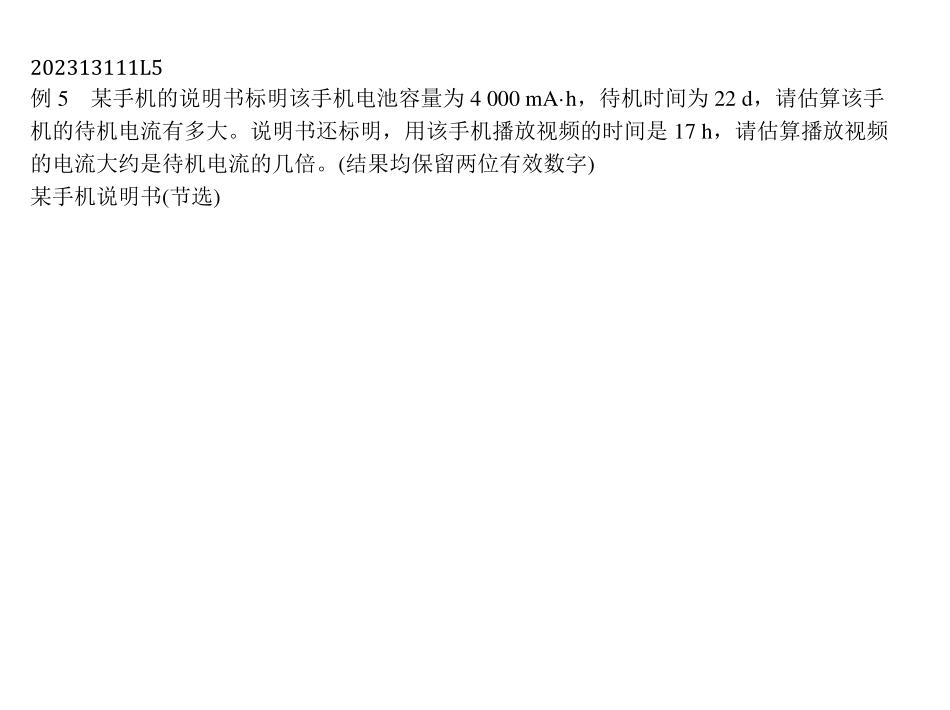 202313111L5
例 5　某手机的说明书标明该手机电池容量为 4 000 mA·h，待机时间为 22 d，请估算该手
机的待机电流有多大。说明书还标明，用该手机播放视频的时间是 17 h，请估算播放视频
的电流大约是待机电流的几倍。(结果均保留两位有效数字)
某手机说明书(节选)